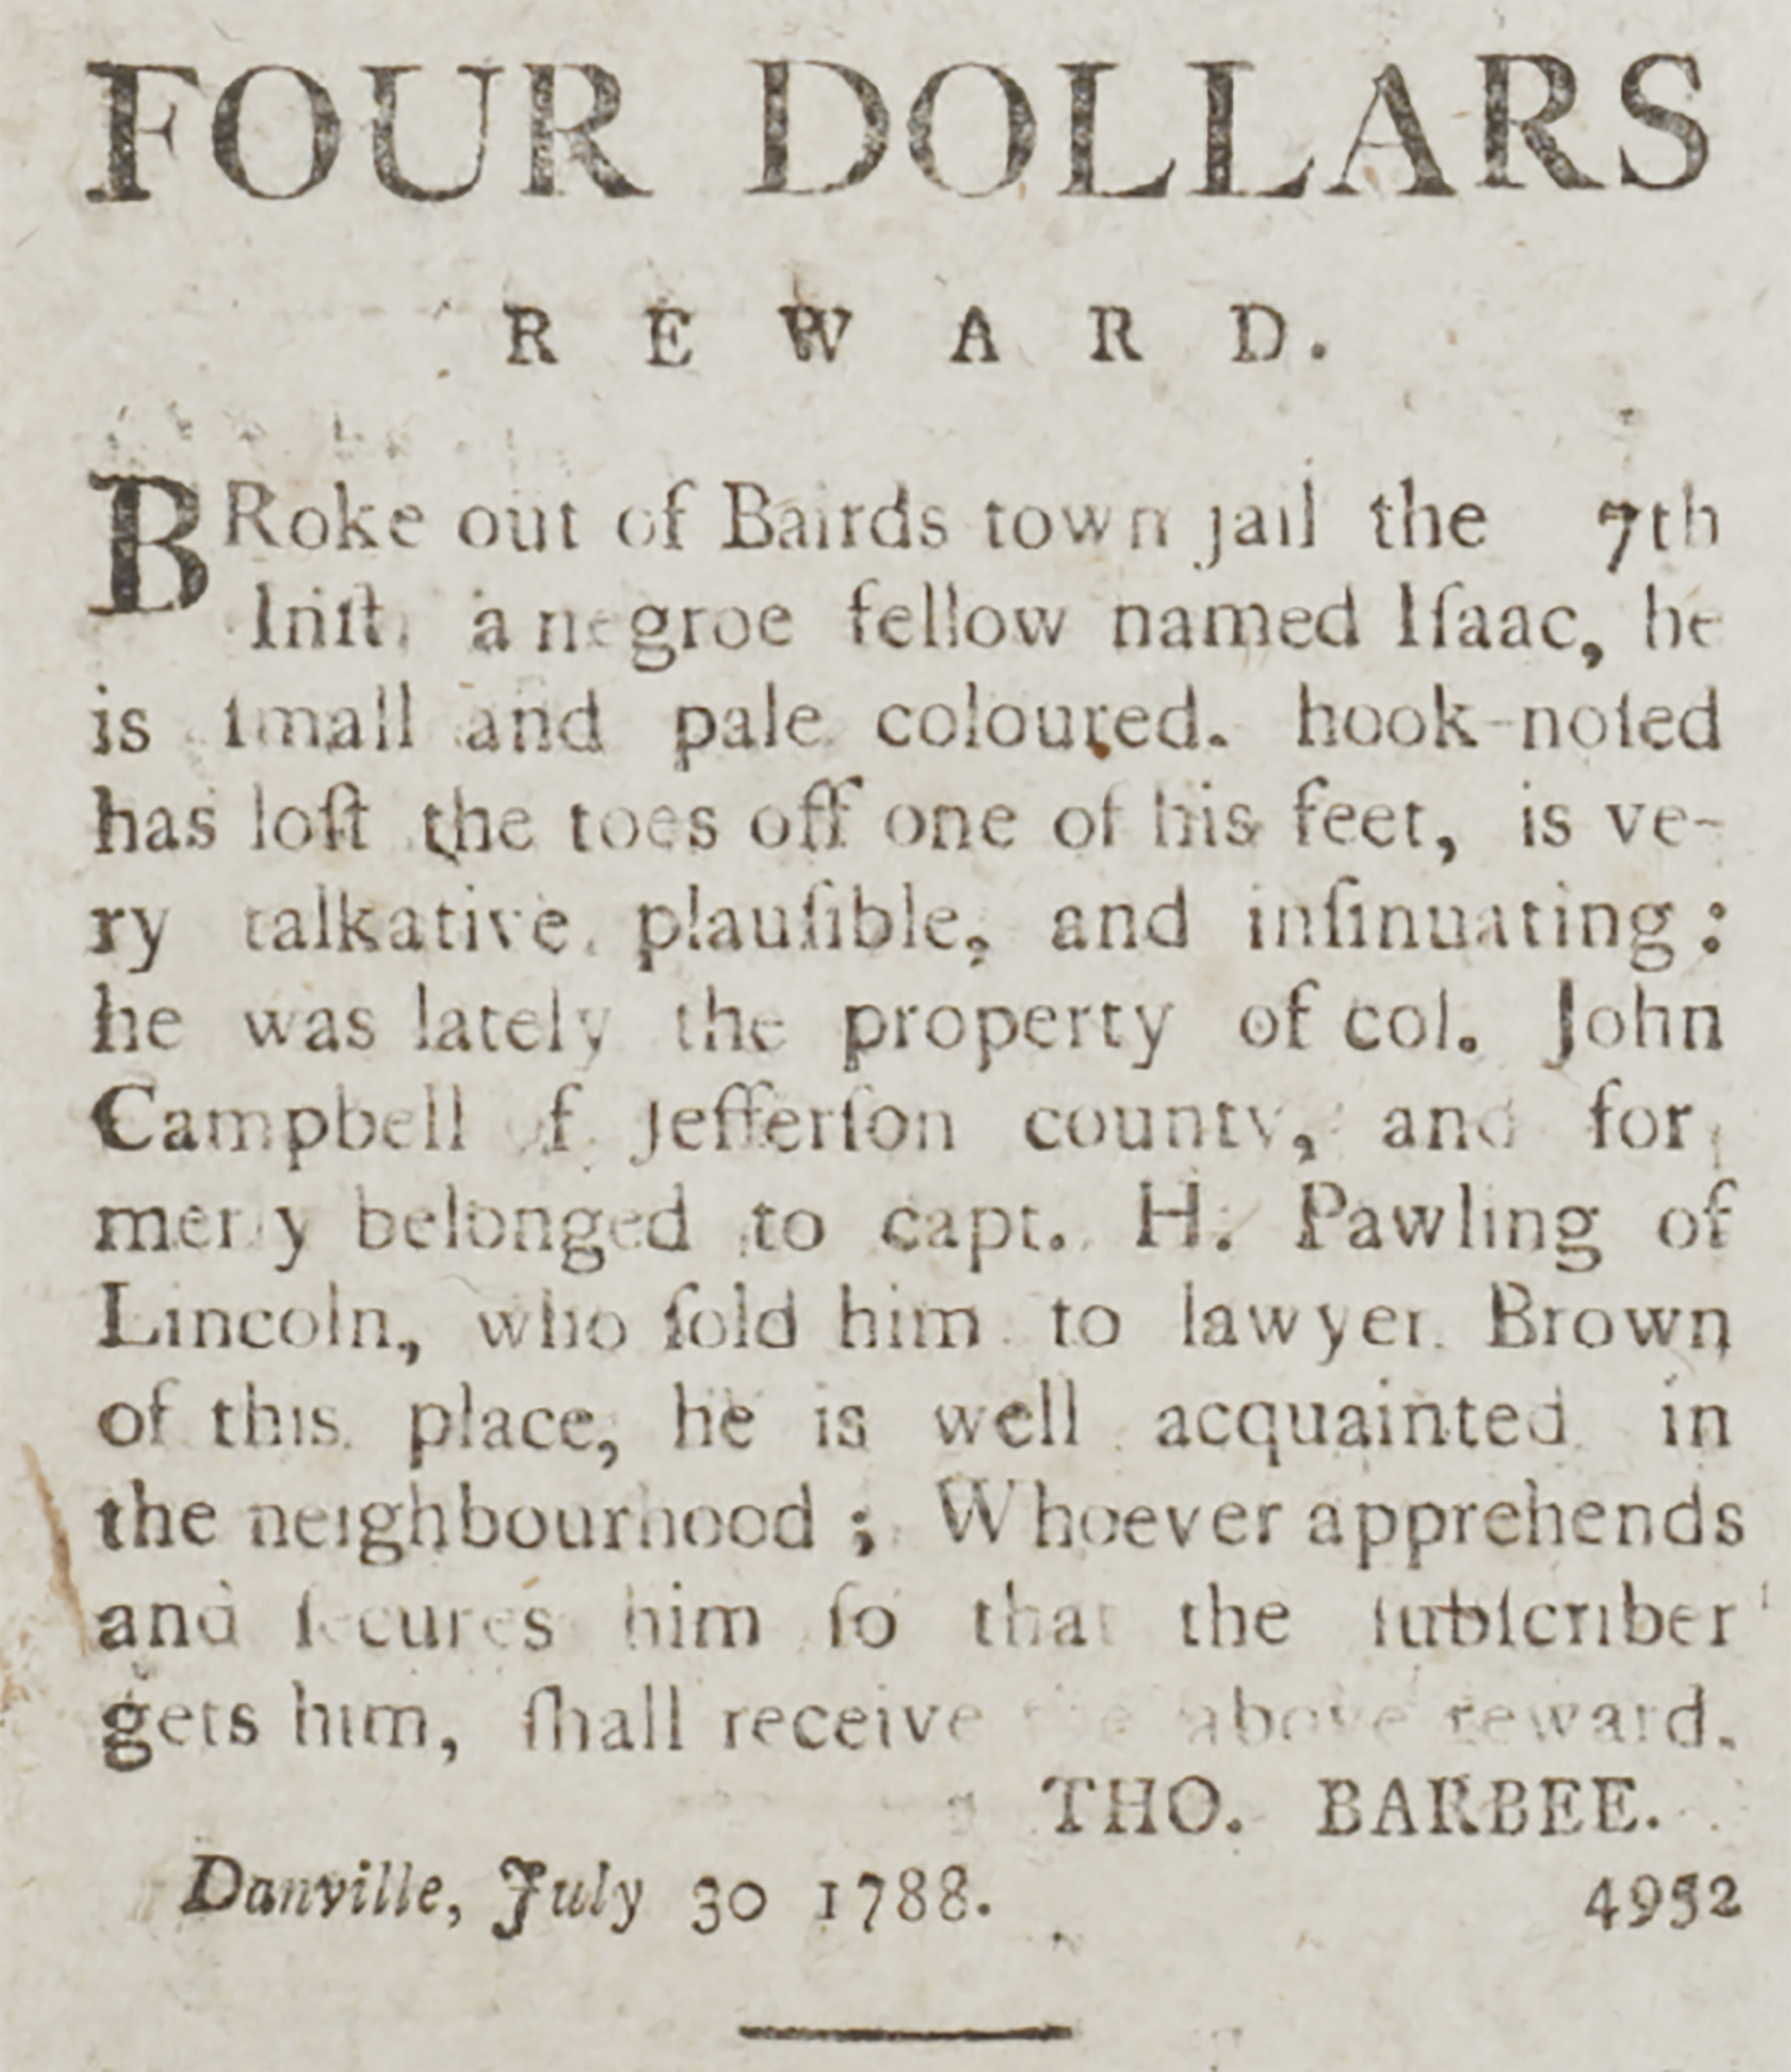 FOUR DOLLARS
REWARD.
BRoke out of Bairds town jail the 7th
Inſt. a negroe fellow named Iſaac, he
is ſmall and pale coloured. hook-noſed
has loſt the toes off one of his feet, is ve-
ry talkative. plauſible, and inſinuating:
he was lately the property of col. John
Campbell of Jefferſon county, and for
merly belonged to capt. H. Pawling of
Lincoln, who ſold him to lawyer Brown
of this place, he is well acquainted in
the neighbourhood; Whoever apprehends
and ſecures him ſo that the ſubſcriber
gets him, ſhall receive the above reward.
THO. BARBEE.
Danville, July 30 1788. 4952